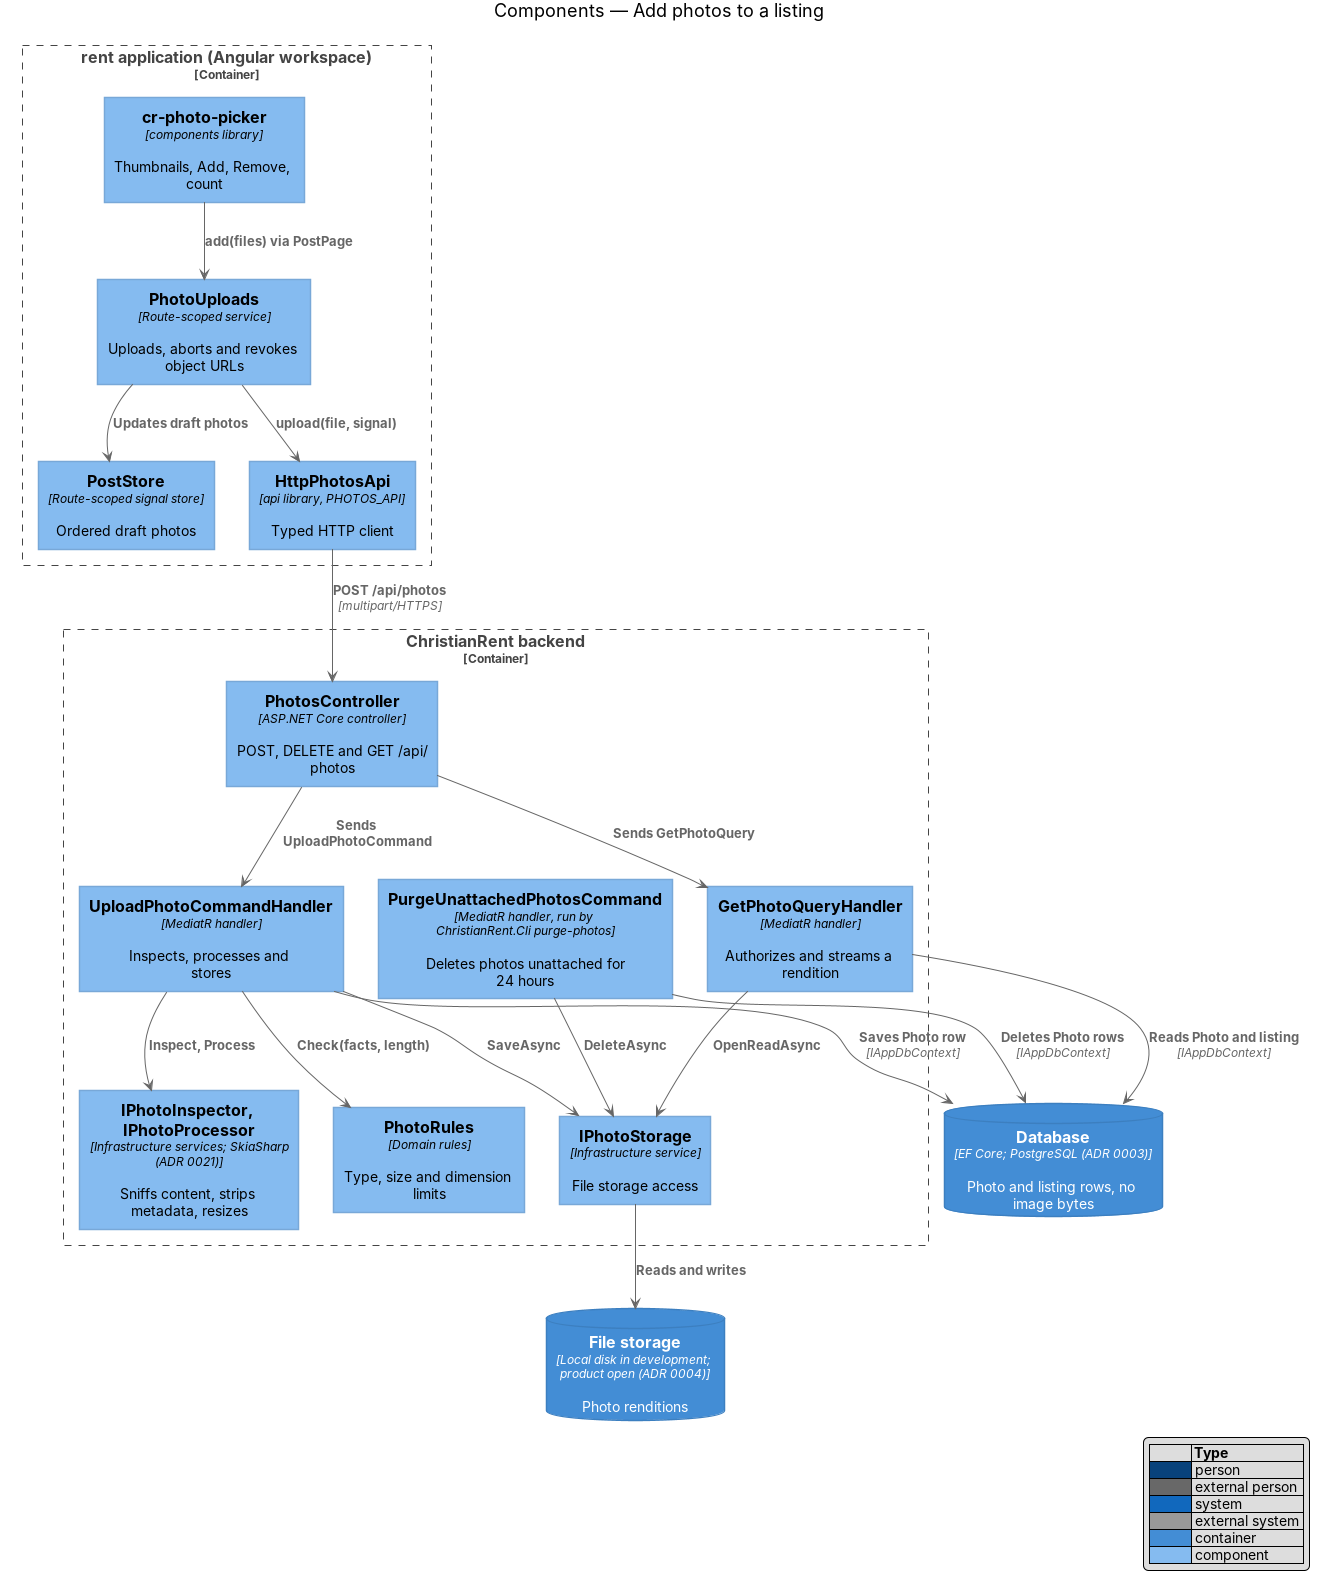 Components — Add photos to a listing
rent application (Angular workspace)
[Container]
cr-photo-picker
[components library]
Thumbnails, Add, Remove,
count
add(files) via PostPage
PhotoUploads
[Route-scoped service]
Uploads, aborts and revokes
object URLs
Updates draft photos
upload(file, signal)
PostStore
[Route-scoped signal store]
Ordered draft photos
HttpPhotosApi
[api library, PHOTOS_API]
Typed HTTP client
POST /api/photos
[multipart/HTTPS]
ChristianRent backend
[Container]
PhotosController
[ASP.NET Core controller]
POST, DELETE and GET /api/
photos
Sends
UploadPhotoCommand
Sends GetPhotoQuery
UploadPhotoCommandHandler
[MediatR handler]
Inspects, processes and
stores
PurgeUnattachedPhotosCommand
[MediatR handler, run by
ChristianRent.Cli purge-photos]
Deletes photos unattached for
24 hours
GetPhotoQueryHandler
[MediatR handler]
Authorizes and streams a
rendition
Inspect, Process
Check(facts, length)
SaveAsync
DeleteAsync
OpenReadAsync
Saves Photo row
[IAppDbContext]
Deletes Photo rows
[IAppDbContext]
Reads Photo and listing
[IAppDbContext]
IPhotoInspector,
IPhotoProcessor
[Infrastructure services; SkiaSharp
(ADR 0021)]
Sniffs content, strips
metadata, resizes
PhotoRules
[Domain rules]
Type, size and dimension
limits
IPhotoStorage
[Infrastructure service]
File storage access
Database
[EF Core; PostgreSQL (ADR 0003)]
Photo and listing rows, no
image bytes
Reads and writes
File storage
[Local disk in development;
product open (ADR 0004)]
Photo renditions
Type
person
external person
system
external system
container
component